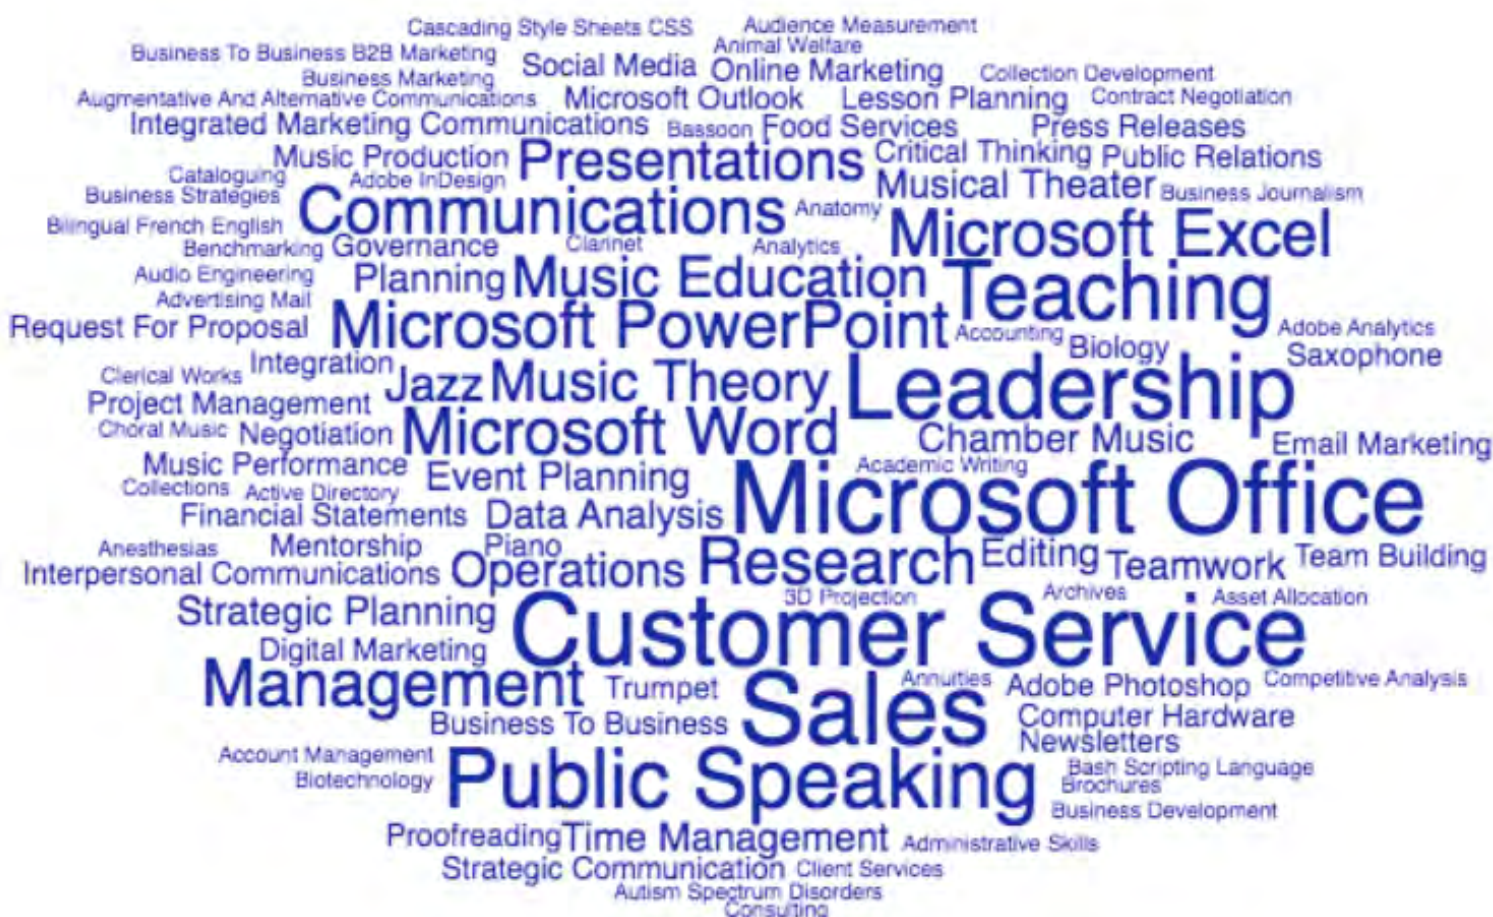 Cascading Style Sheets CSS Audience Measurement
Business To Business B2B Marketing Animal Welfare
Social Media Online Marketing Collection Development
Business Marketing
Augmentative And Alternative Communications Microsoft Outlook Lesson Planning Contract Negotiation
Integrated Marketing Communications Bassoon Food Services Press Releases
Music Production Presentations Critical Thinking Public Relations
Cataloguing Adobe InDesign Musical Theater Business Journalism
Business Strategies Communications Anatomy
Bilingual French English Microsoft Excel
Benchmarking Governance Clarinet Analytics
Audio Engineering Planning Music Education Teaching
Advertising Mail
Request For Proposal Microsoft PowerPoint Accounting Adobe Analytics
Biology Saxophone
Clerical Works Integration Jazz Music Theory Leadership
Project Management
Choral Music Negotiation Microsoft Word Chamber Music Email Marketing
Music Performance Event Planning Academic Writing
Collections Active Directory Microsoft Office
Financial Statements Data Analysis
Anesthesias Mentorship Piano Research Editing Teamwork Team Building
Interpersonal Communications Operations
3D Projection Archives Asset Allocation
Strategic Planning Customer Service
Digital Marketing
Management Trumpet Sales Annuities Adobe Photoshop Competitive Analysis
Business To Business Computer Hardware
Newsletters
Account Management Public Speaking Bash Scripting Language
Biotechnology Brochures
Business Development
Proofreading Time Management Administrative Skills
Strategic Communication Client Services
Autism Spectrum Disorders
Consulting